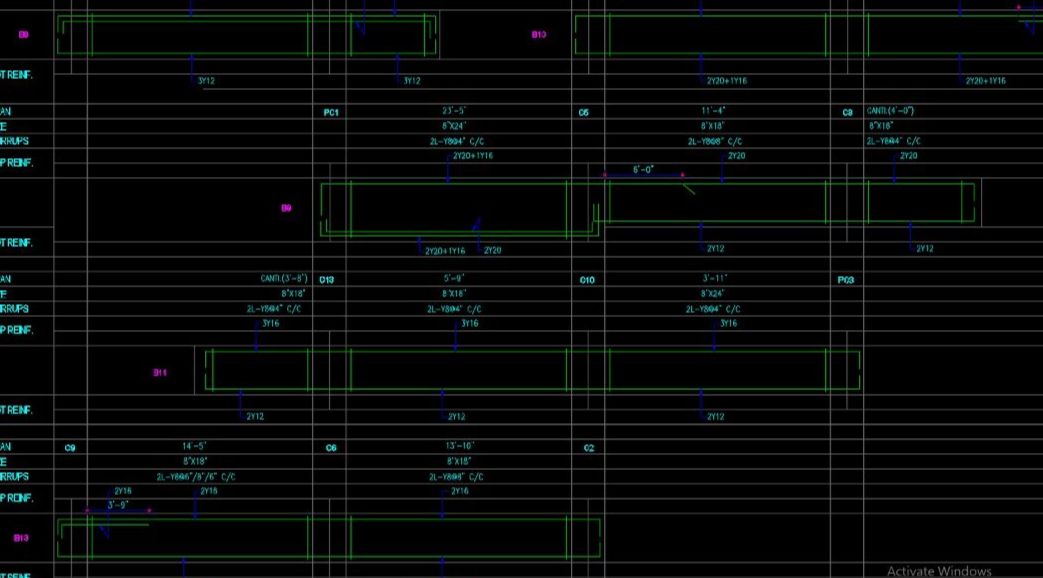 B8 B10
T REINF. 3Y12 3Y12 2Y20+1Y16 2Y20+1Y16
AN PC1 23'-5" C5 11'-4" C3 CANTI.(4'-0")
E 8"X24" 8"X18" 8"X18"
RRUPS 2L-Y8@4" C/C 2L-Y8@8" C/C 2L-Y8@4" C/C
P REINF. 2Y20+1Y16 2Y20 2Y20
6'-0"
B9
T REINF. 2Y20+1Y16 2Y20 2Y12 2Y12
AN CANTI.(3'-8") C13 5'-9" C10 3'-11" PC3
E 8"X18" 8"X18" 8"X24"
RRUPS 2L-Y8@4" C/C 2L-Y8@4" C/C 2L-Y8@4" C/C
P REINF. 3Y16 3Y16 3Y16
B11
T REINF. 2Y12 2Y12 2Y12
AN C9 14'-5" C6 13'-10" C2
E 8"X18" 8"X18"
RRUPS 2L-Y8@6"/8"/6" C/C 2L-Y8@8" C/C
P REINF. 2Y16 2Y16 2Y16
3'-9"
B13
T REINF.
Activate Windows